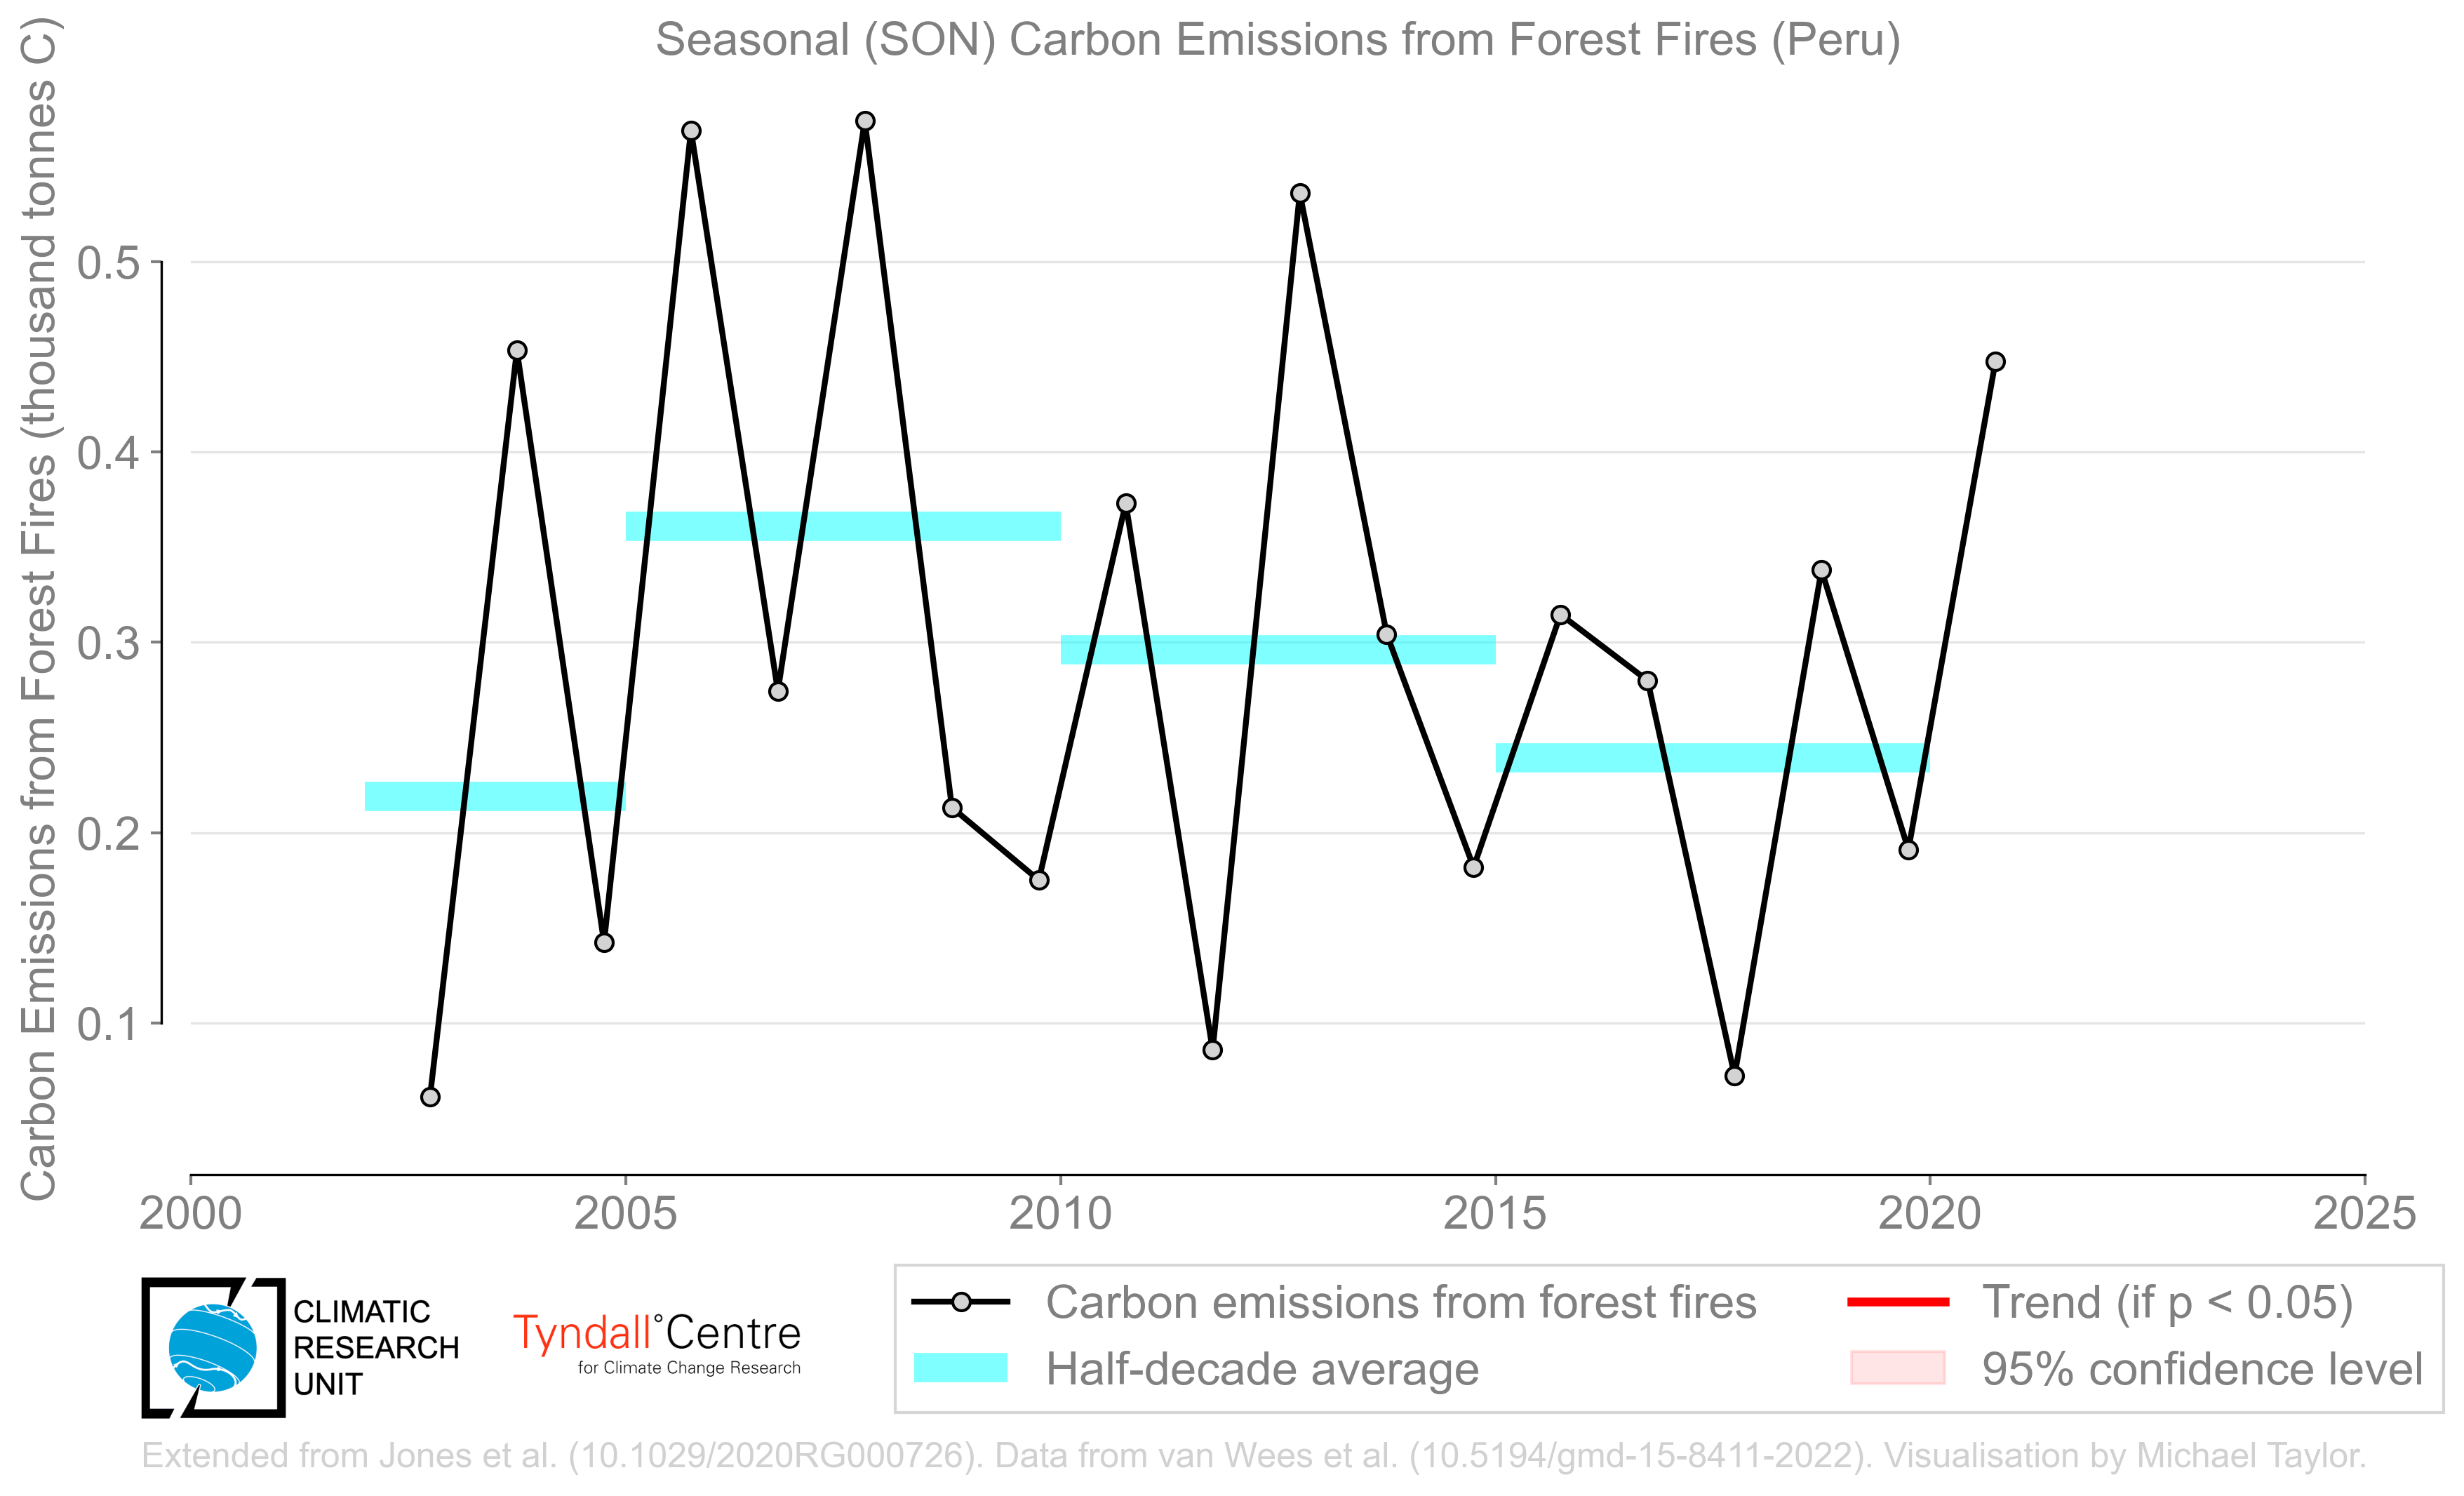 Seasonal (SON) Carbon Emissions from Forest Fires (Peru)
Carbon Emissions from Forest Fires (thousand tonnes C)
0.5
0.4
0.3
0.2
0.1
2000
2005
2010
2015
2020
2025
CLIMATIC
RESEARCH
UNIT
Tyndall°Centre
for Climate Change Research
Carbon emissions from forest fires
Half-decade average
Trend (if p < 0.05)
95% confidence level
Extended from Jones et al. (10.1029/2020RG000726). Data from van Wees et al. (10.5194/gmd-15-8411-2022). Visualisation by Michael Taylor.